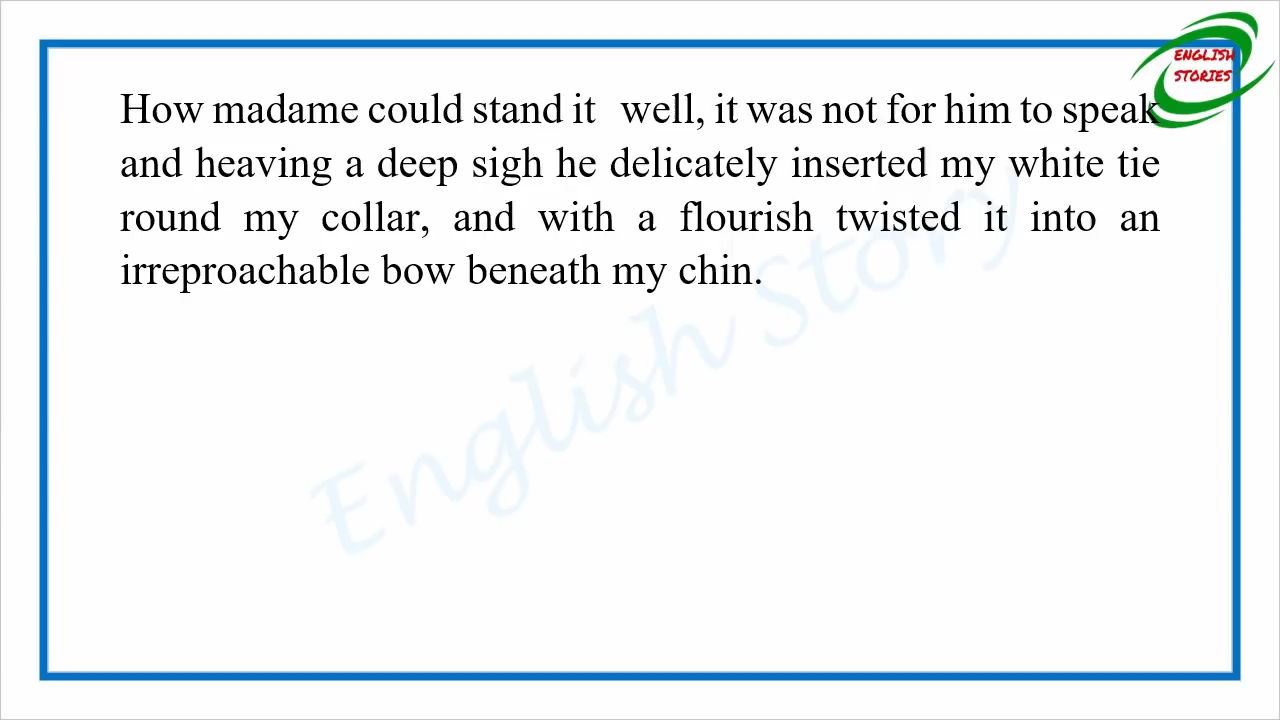 ENGLISH
STORIES
How madame could stand it well, it was not for him to speak
and heaving a deep sigh he delicately inserted my white tie
round my collar, and with a flourish twisted it into an
irreproachable bow beneath my chin.
English Story